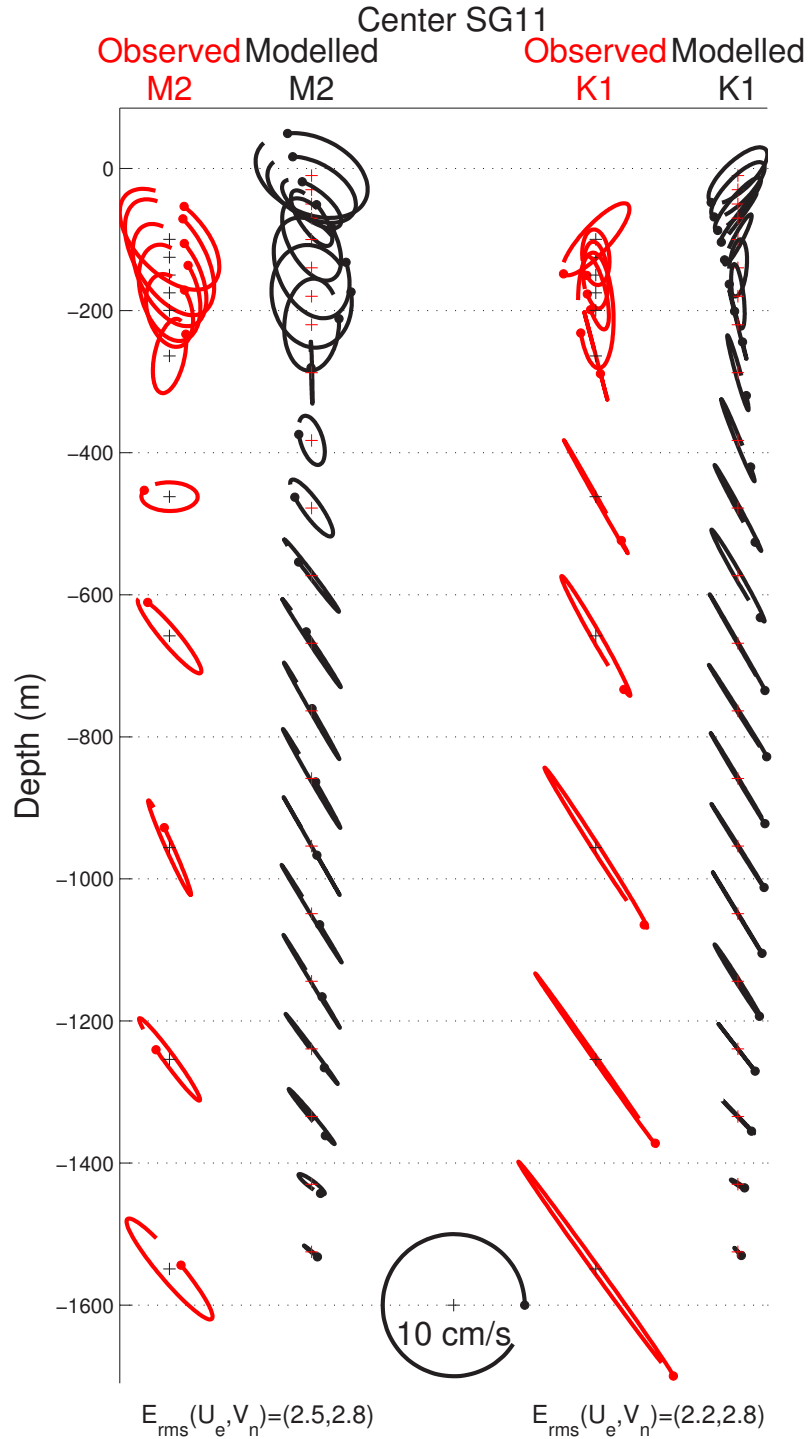 Center SG11
Observed Modelled Observed Modelled
M2 M2 K1 K1
0
−200
−400
−600
−800
−1000
−1200
−1400
−1600
Depth (m)
10 cm/s
E_rms(U_e,V_n)=(2.5,2.8) E_rms(U_e,V_n)=(2.2,2.8)